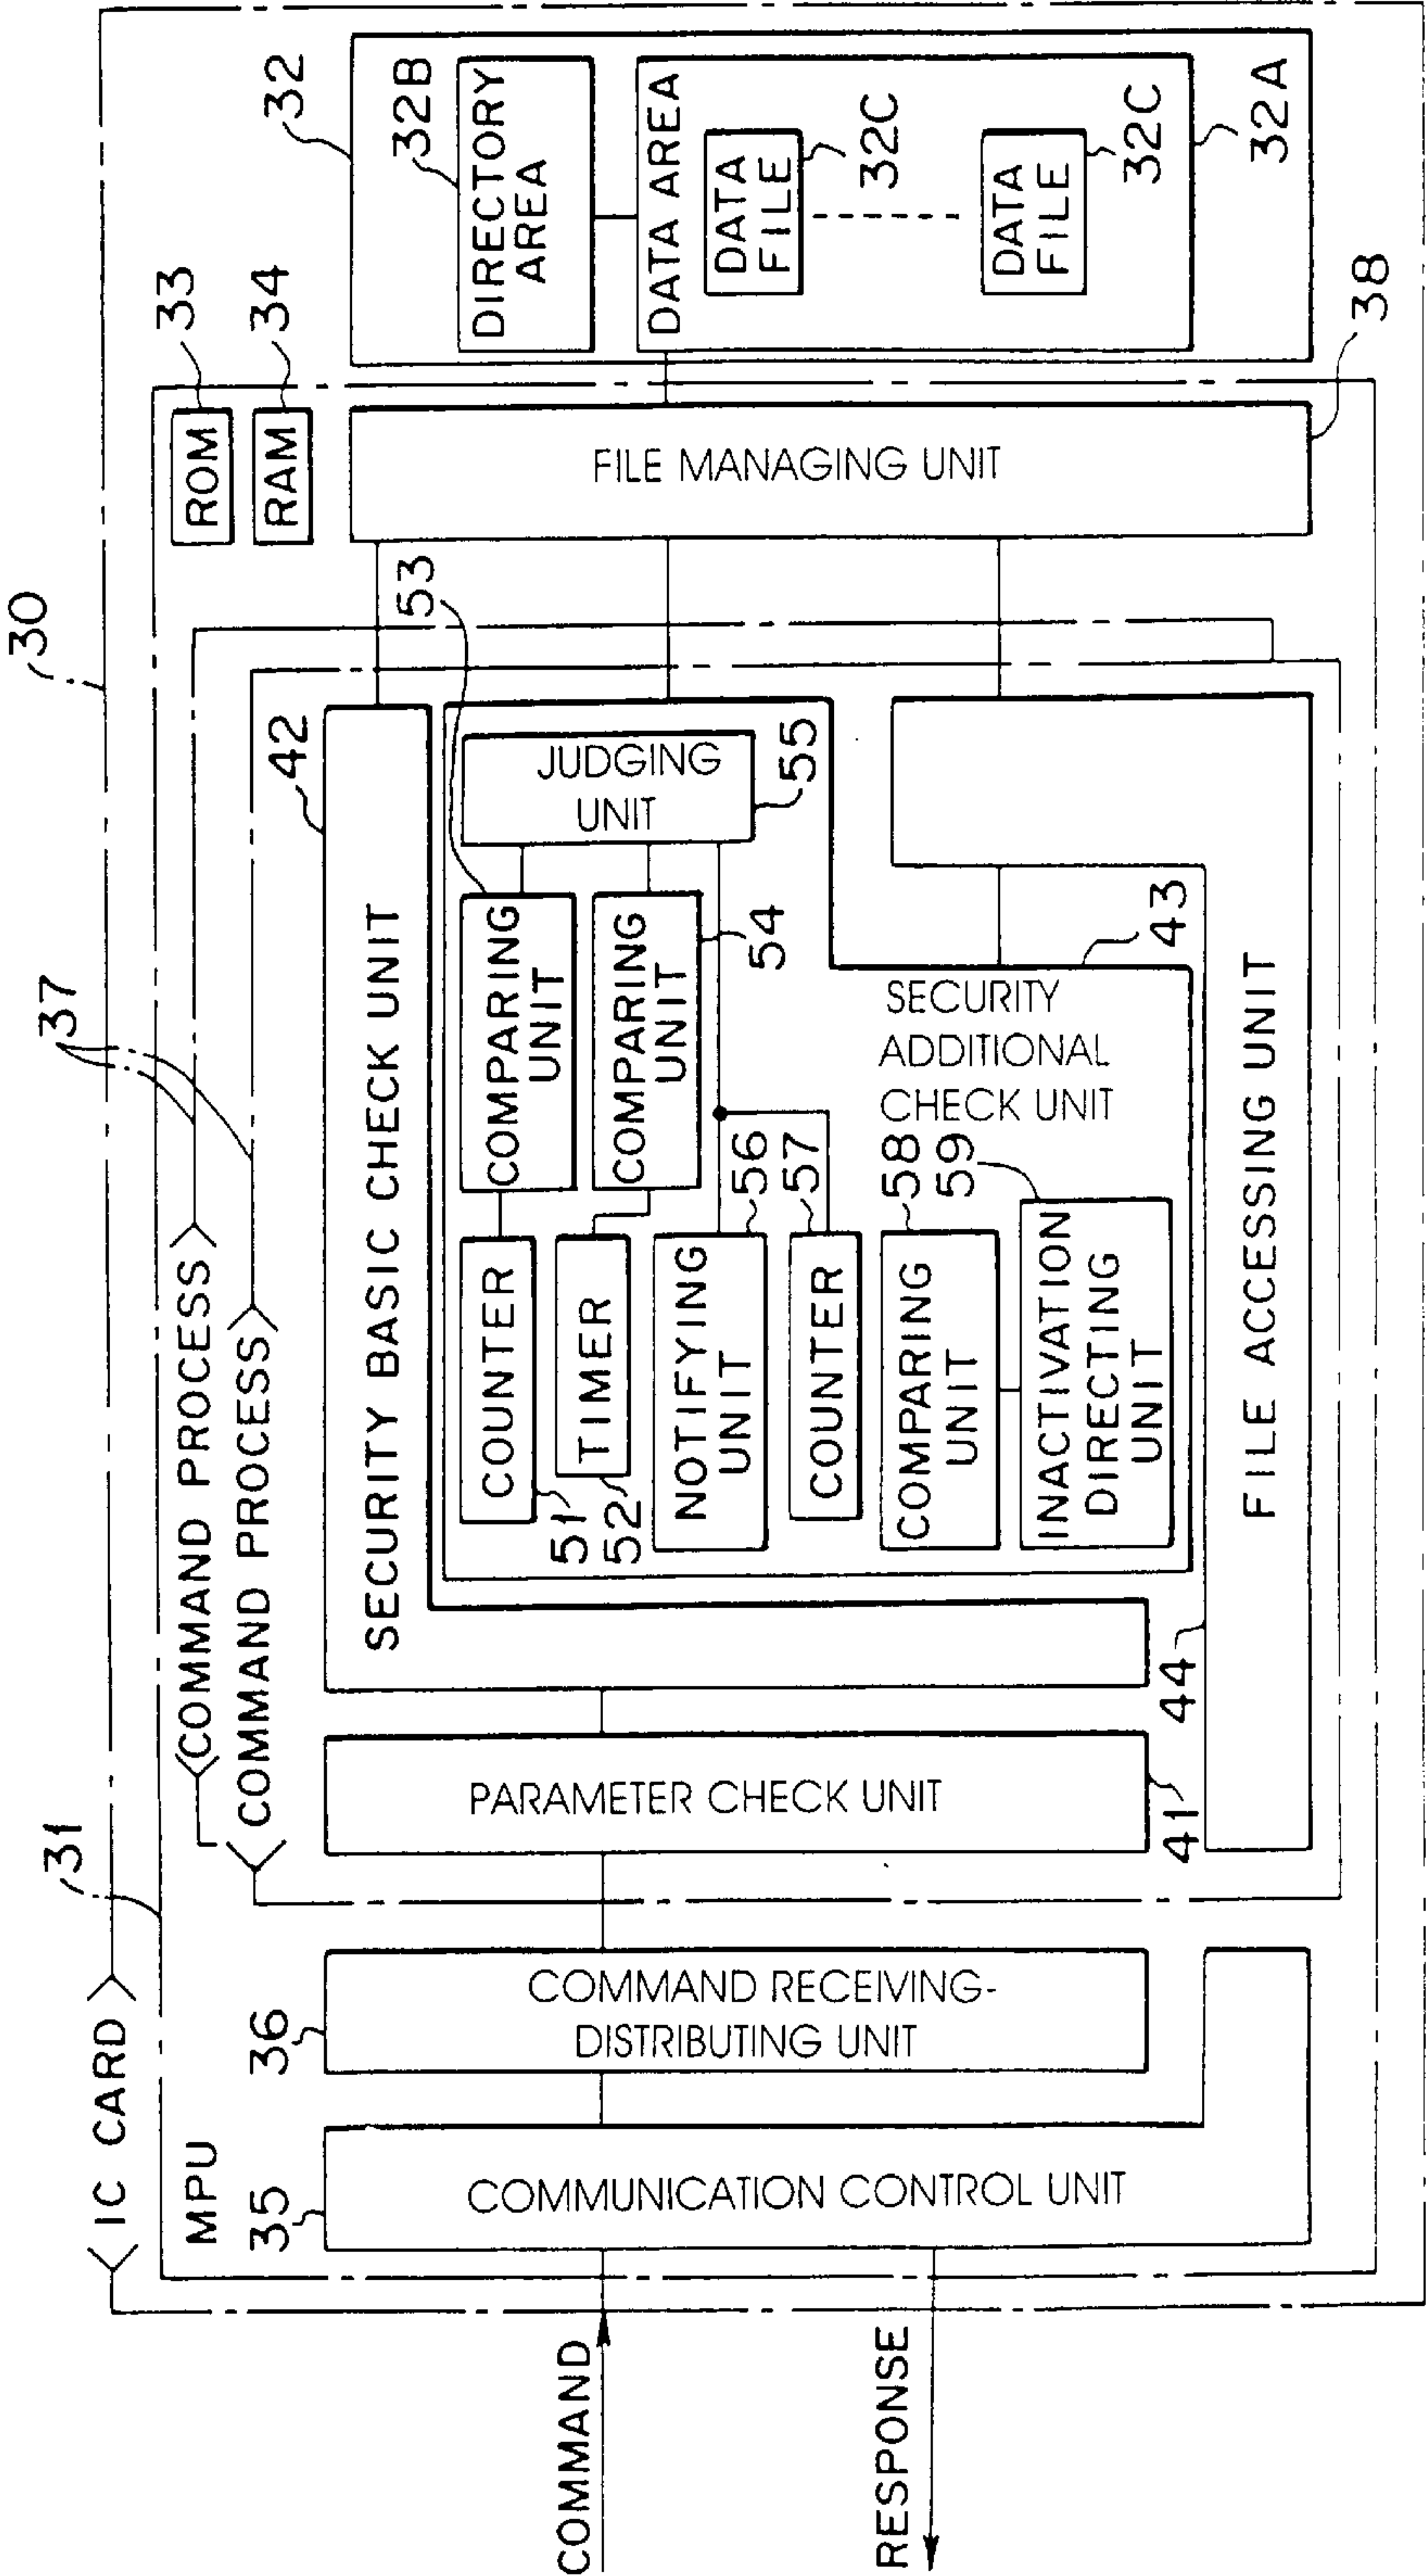 30
31
< IC CARD >
MPU
37
< COMMAND PROCESS >
< COMMAND PROCESS >
33
ROM
34
RAM
32
32B
DIRECTORY
AREA
DATA AREA
DATA
FILE
32C
DATA
FILE
32C
32A
COMMAND
RESPONSE
35
COMMUNICATION CONTROL UNIT
36
COMMAND RECEIVING-
DISTRIBUTING UNIT
PARAMETER CHECK UNIT
41
42
SECURITY BASIC CHECK UNIT
COUNTER
51
TIMER
52
COMPARING
UNIT
53
COMPARING
UNIT
54
JUDGING
UNIT
55
NOTIFYING
UNIT
56
COUNTER
57
COMPARING
UNIT
58
INACTIVATION
DIRECTING
UNIT
59
SECURITY
ADDITIONAL
CHECK UNIT
43
44
FILE ACCESSING UNIT
FILE MANAGING UNIT
38